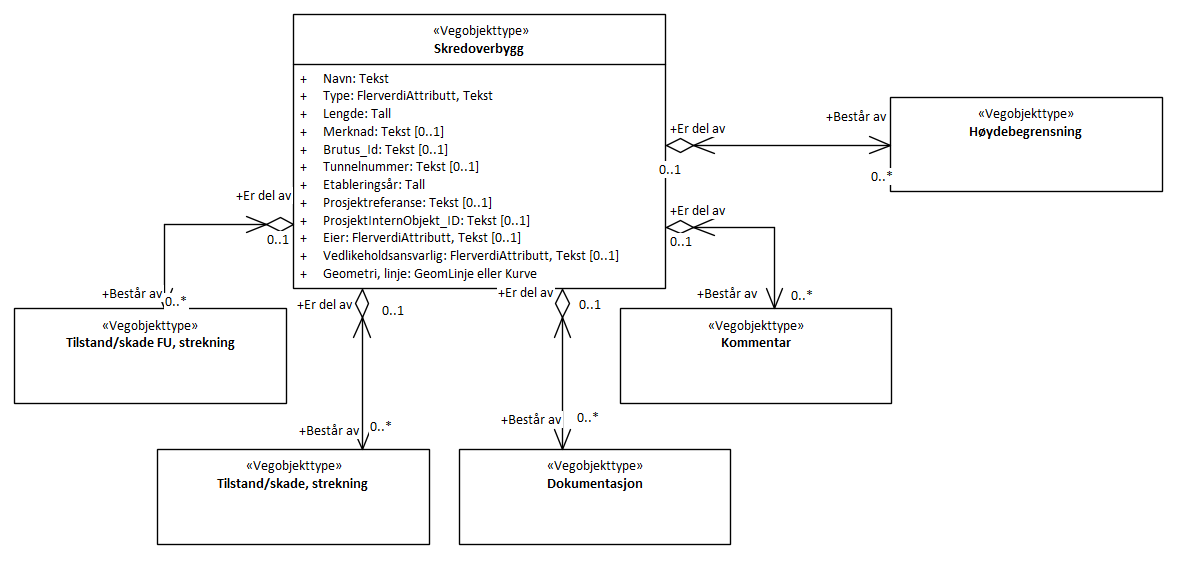 «Vegobjekttype»
Skredoverbygg
+ Navn: Tekst
+ Type: FlerverdiAttributt, Tekst
+ Lengde: Tall
+ Merknad: Tekst [0..1]
+ Brutus_Id: Tekst [0..1]
+ Tunnelnummer: Tekst [0..1]
+ Etableringsår: Tall
+ Prosjektreferanse: Tekst [0..1]
+ ProsjektInternObjekt_ID: Tekst [0..1]
+ Eier: FlerverdiAttributt, Tekst [0..1]
+ Vedlikeholdsansvarlig: FlerverdiAttributt, Tekst [0..1]
+ Geometri, linje: GeomLinje eller Kurve
+Er del av
0..1
+Består av
0..*
«Vegobjekttype»
Høydebegrensning
+Er del av
0..1
+Består av
0..*
«Vegobjekttype»
Kommentar
+Er del av
0..1
+Består av
0..*
«Vegobjekttype»
Tilstand/skade FU, strekning
+Er del av
0..1
+Består av
0..*
«Vegobjekttype»
Tilstand/skade, strekning
+Er del av
0..1
+Består av
0..*
«Vegobjekttype»
Dokumentasjon